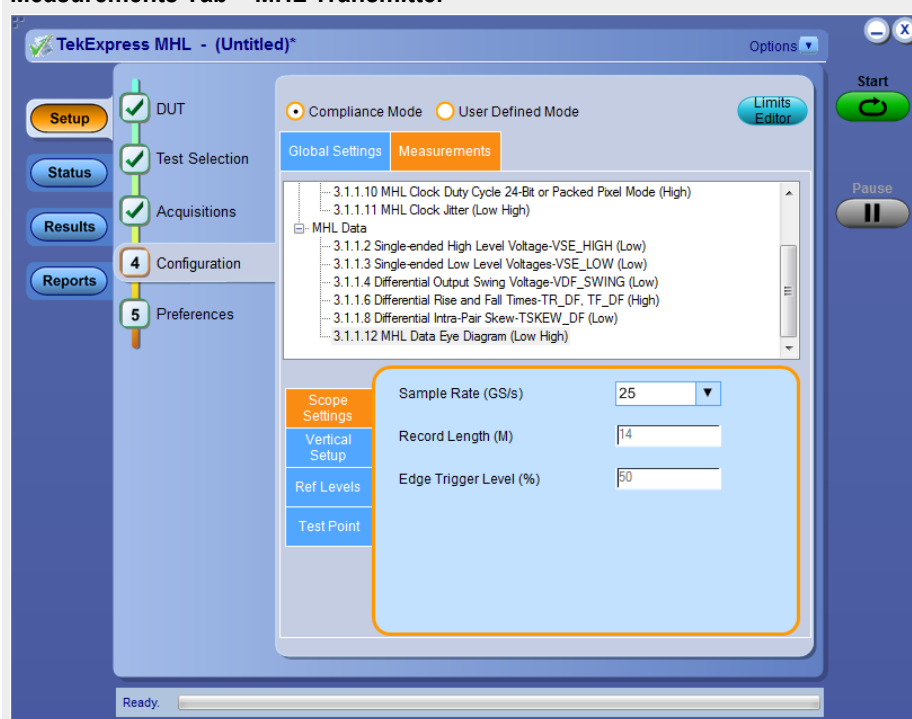 Measurements Tab – MHL Transmitter
TekExpress MHL - (Untitled)*
Options
Start
Pause
Setup
Status
Results
Reports
DUT
Test Selection
Acquisitions
4 Configuration
5 Preferences
Compliance Mode
User Defined Mode
Limits
Editor
Global Settings
Measurements
3.1.1.10 MHL Clock Duty Cycle 24-Bit or Packed Pixel Mode (High)
3.1.1.11 MHL Clock Jitter (Low High)
MHL Data
3.1.1.2 Single-ended High Level Voltage-VSE_HIGH (Low)
3.1.1.3 Single-ended Low Level Voltages-VSE_LOW (Low)
3.1.1.4 Differential Output Swing Voltage-VDF_SWING (Low)
3.1.1.6 Differential Rise and Fall Times-TR_DF, TF_DF (High)
3.1.1.8 Differential Intra-Pair Skew-TSKEW_DF (Low)
3.1.1.12 MHL Data Eye Diagram (Low High)
Scope
Settings
Vertical
Setup
Ref Levels
Test Point
Sample Rate (GS/s)
25
Record Length (M)
14
Edge Trigger Level (%)
50
Ready.